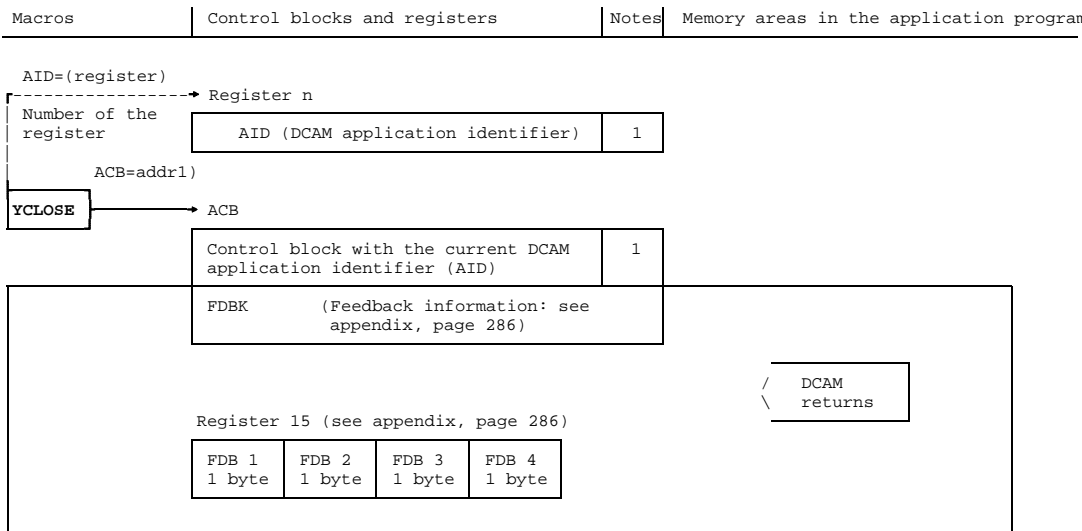 Macros Control blocks and registers Notes Memory areas in the application program
AID=(register)
Register n
Number of the
register
AID (DCAM application identifier) 1
ACB=addr1)
YCLOSE ACB
Control block with the current DCAM 1
application identifier (AID)
FDBK (Feedback information: see
appendix, page 286)
/ DCAM
\ returns
Register 15 (see appendix, page 286)
FDB 1 FDB 2 FDB 3 FDB 4
1 byte 1 byte 1 byte 1 byte